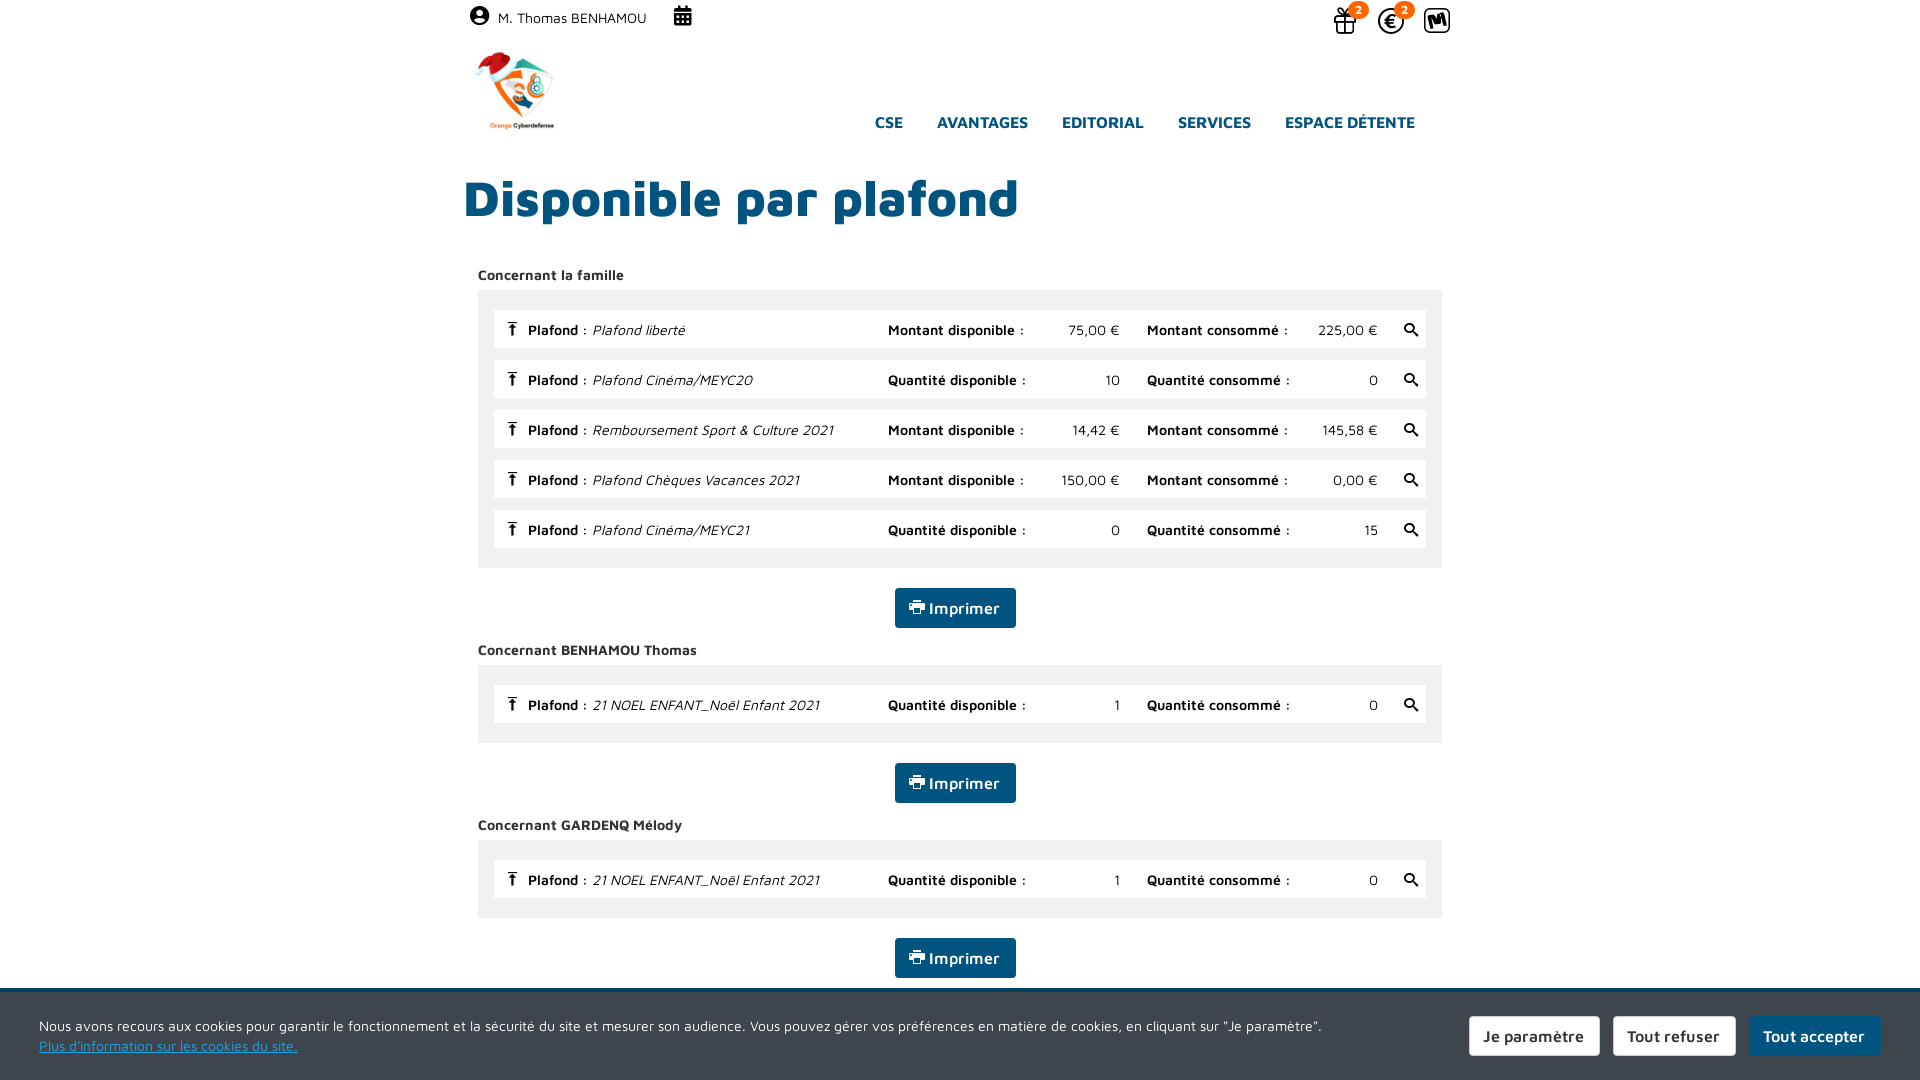 M. Thomas BENHAMOU
2
2
Orange Cyberdefense
CSE AVANTAGES EDITORIAL SERVICES ESPACE DÉTENTE
Disponible par plafond
Concernant la famille
Plafond : Plafond liberté Montant disponible : 75,00 € Montant consommé : 225,00 €
Plafond : Plafond Cinéma/MEYC20 Quantité disponible : 10 Quantité consommé : 0
Plafond : Remboursement Sport & Culture 2021 Montant disponible : 14,42 € Montant consommé : 145,58 €
Plafond : Plafond Chèques Vacances 2021 Montant disponible : 150,00 € Montant consommé : 0,00 €
Plafond : Plafond Cinéma/MEYC21 Quantité disponible : 0 Quantité consommé : 15
Imprimer
Concernant BENHAMOU Thomas
Plafond : 21 NOEL ENFANT_Noël Enfant 2021 Quantité disponible : 1 Quantité consommé : 0
Imprimer
Concernant GARDENQ Mélody
Plafond : 21 NOEL ENFANT_Noël Enfant 2021 Quantité disponible : 1 Quantité consommé : 0
Imprimer
Nous avons recours aux cookies pour garantir le fonctionnement et la sécurité du site et mesurer son audience. Vous pouvez gérer vos préférences en matière de cookies, en cliquant sur "Je paramètre".
Plus d'information sur les cookies du site.
Je paramètre Tout refuser Tout accepter